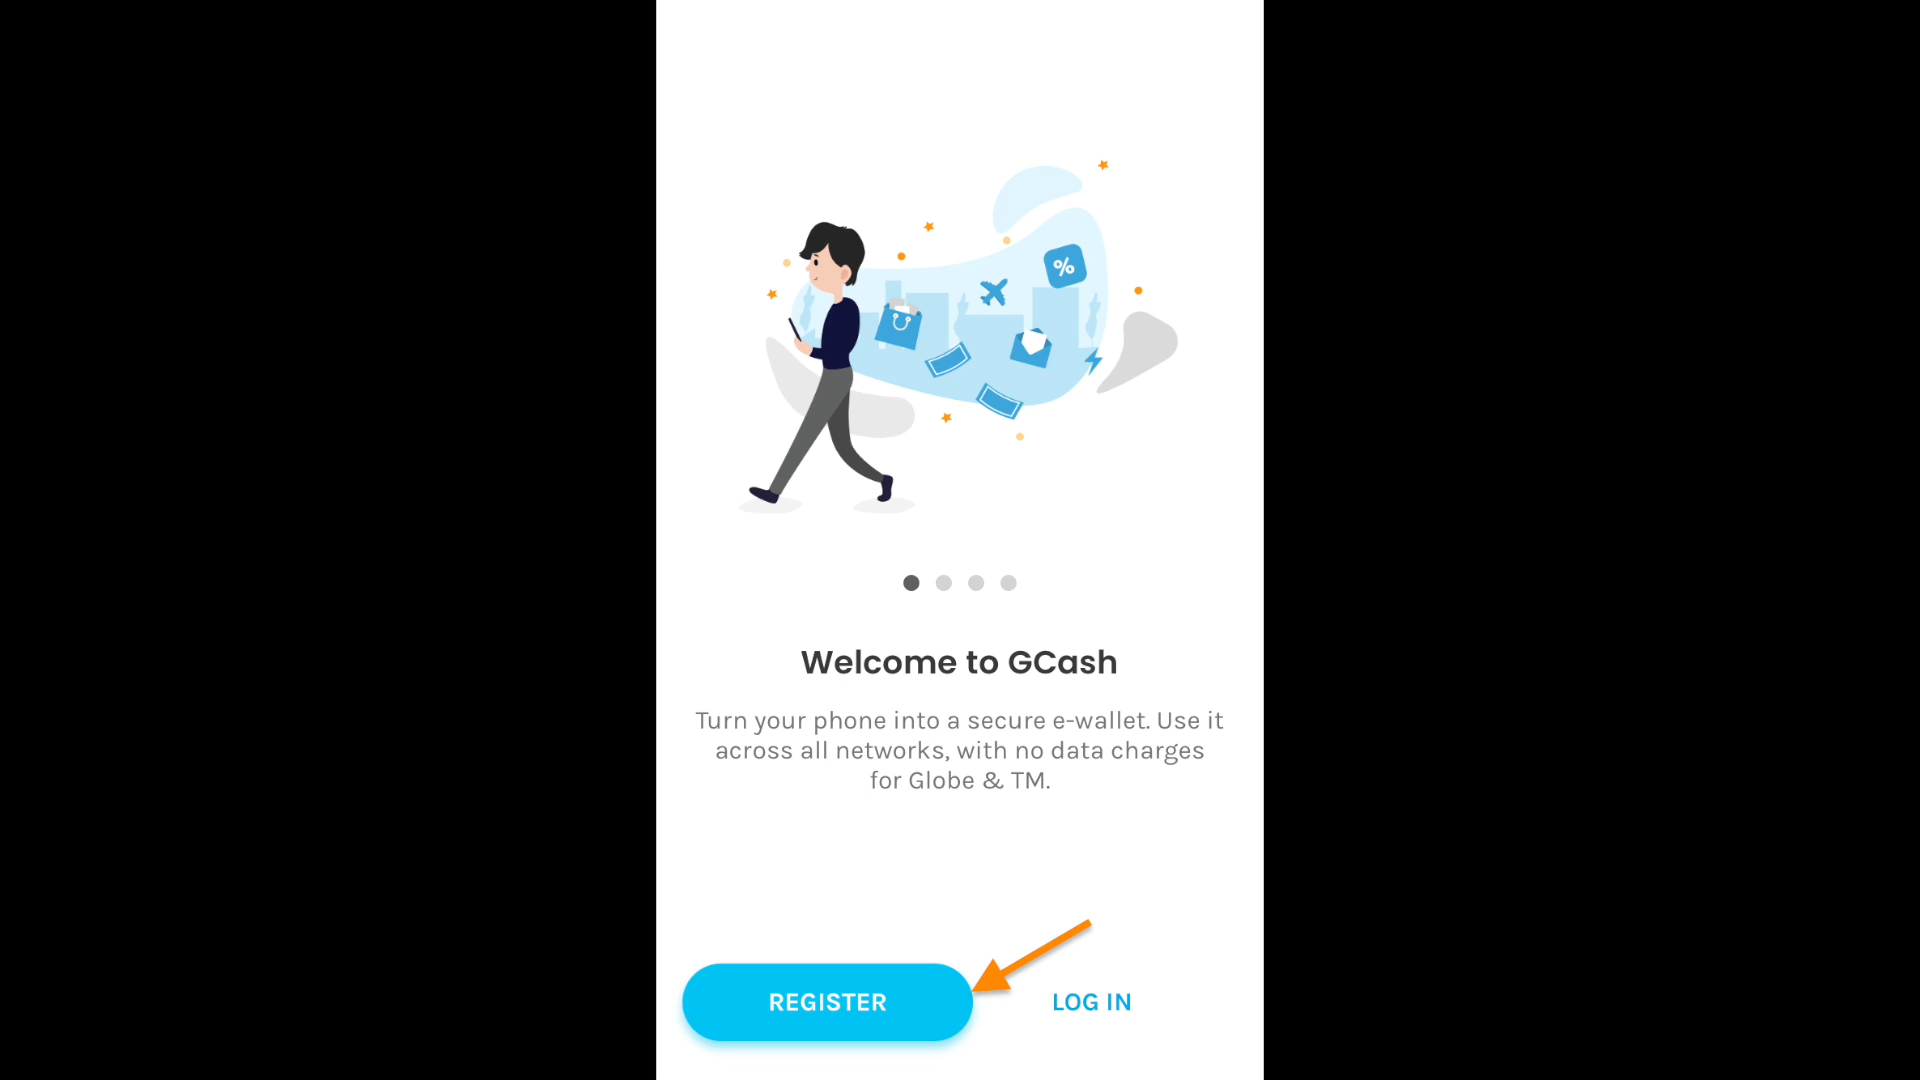 %
Welcome to GCash
Turn your phone into a secure e-wallet. Use it
across all networks, with no data charges
for Globe & TM.
REGISTER
LOG IN